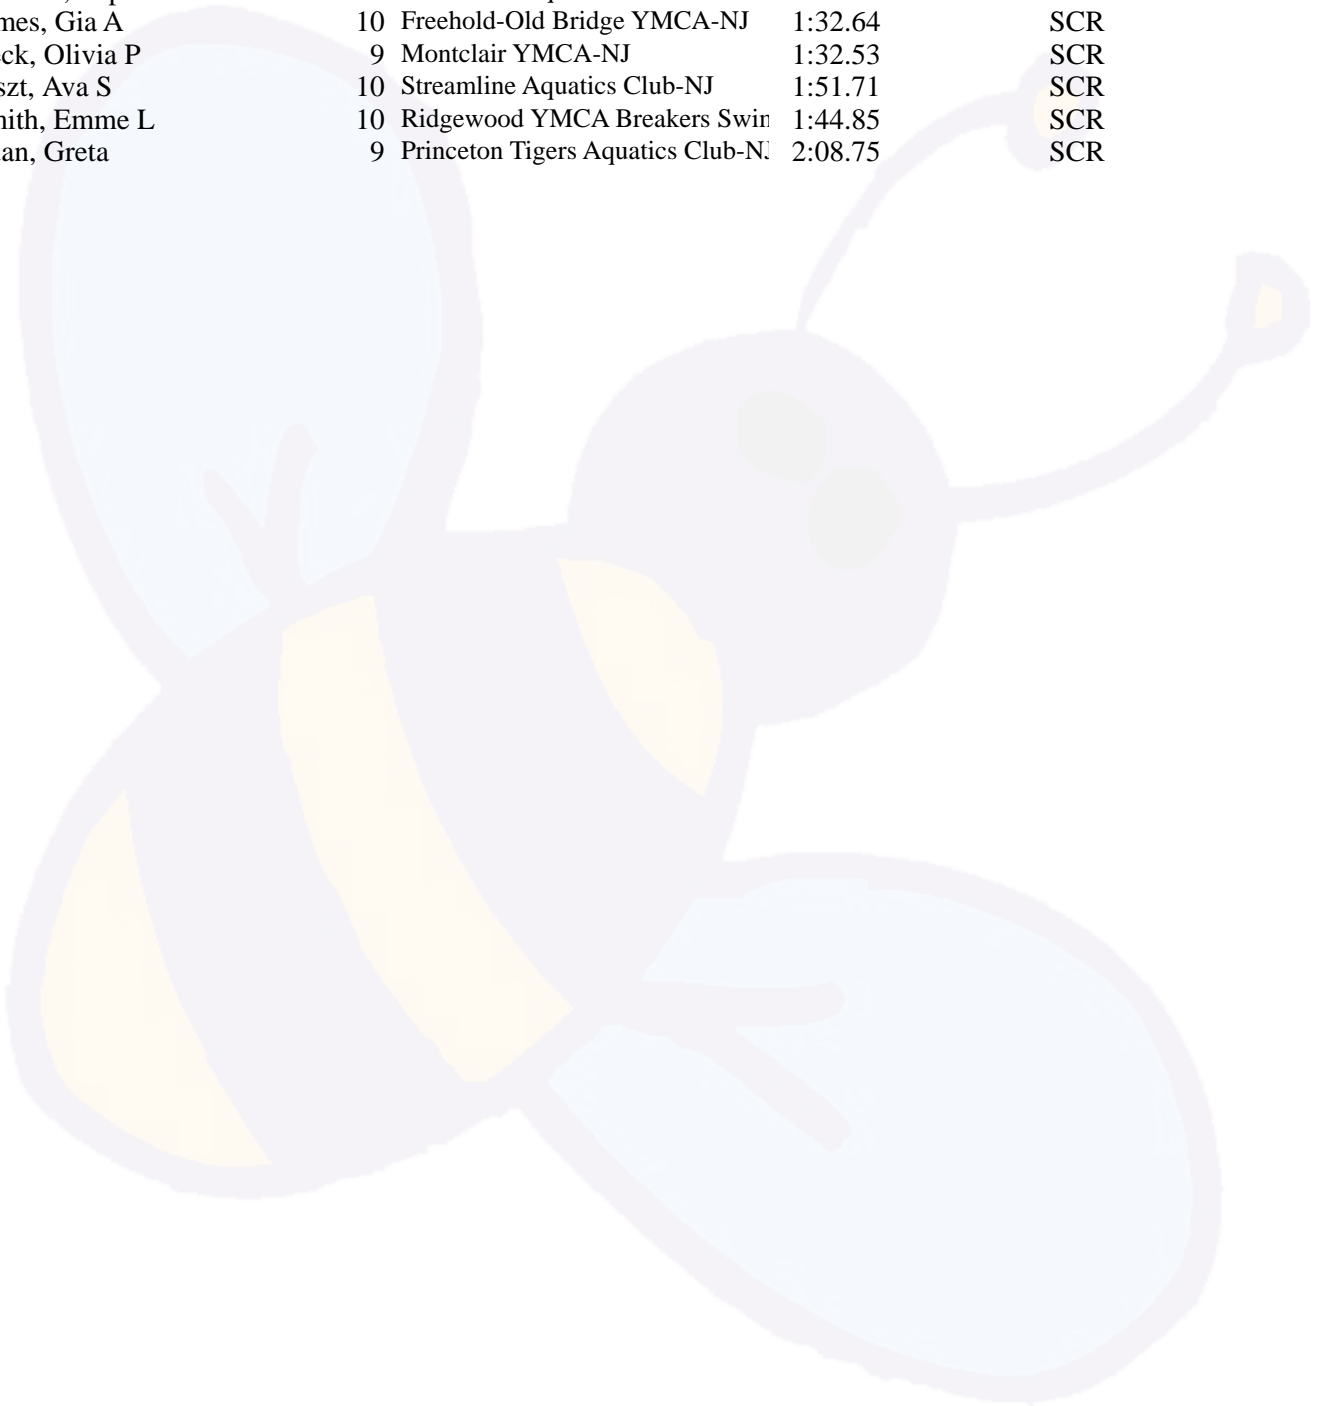 mes, Gia A 10 Freehold-Old Bridge YMCA-NJ 1:32.64 SCR
eck, Olivia P 9 Montclair YMCA-NJ 1:32.53 SCR
szt, Ava S 10 Streamline Aquatics Club-NJ 1:51.71 SCR
nith, Emme L 10 Ridgewood YMCA Breakers Swin 1:44.85 SCR
an, Greta 9 Princeton Tigers Aquatics Club-NJ 2:08.75 SCR